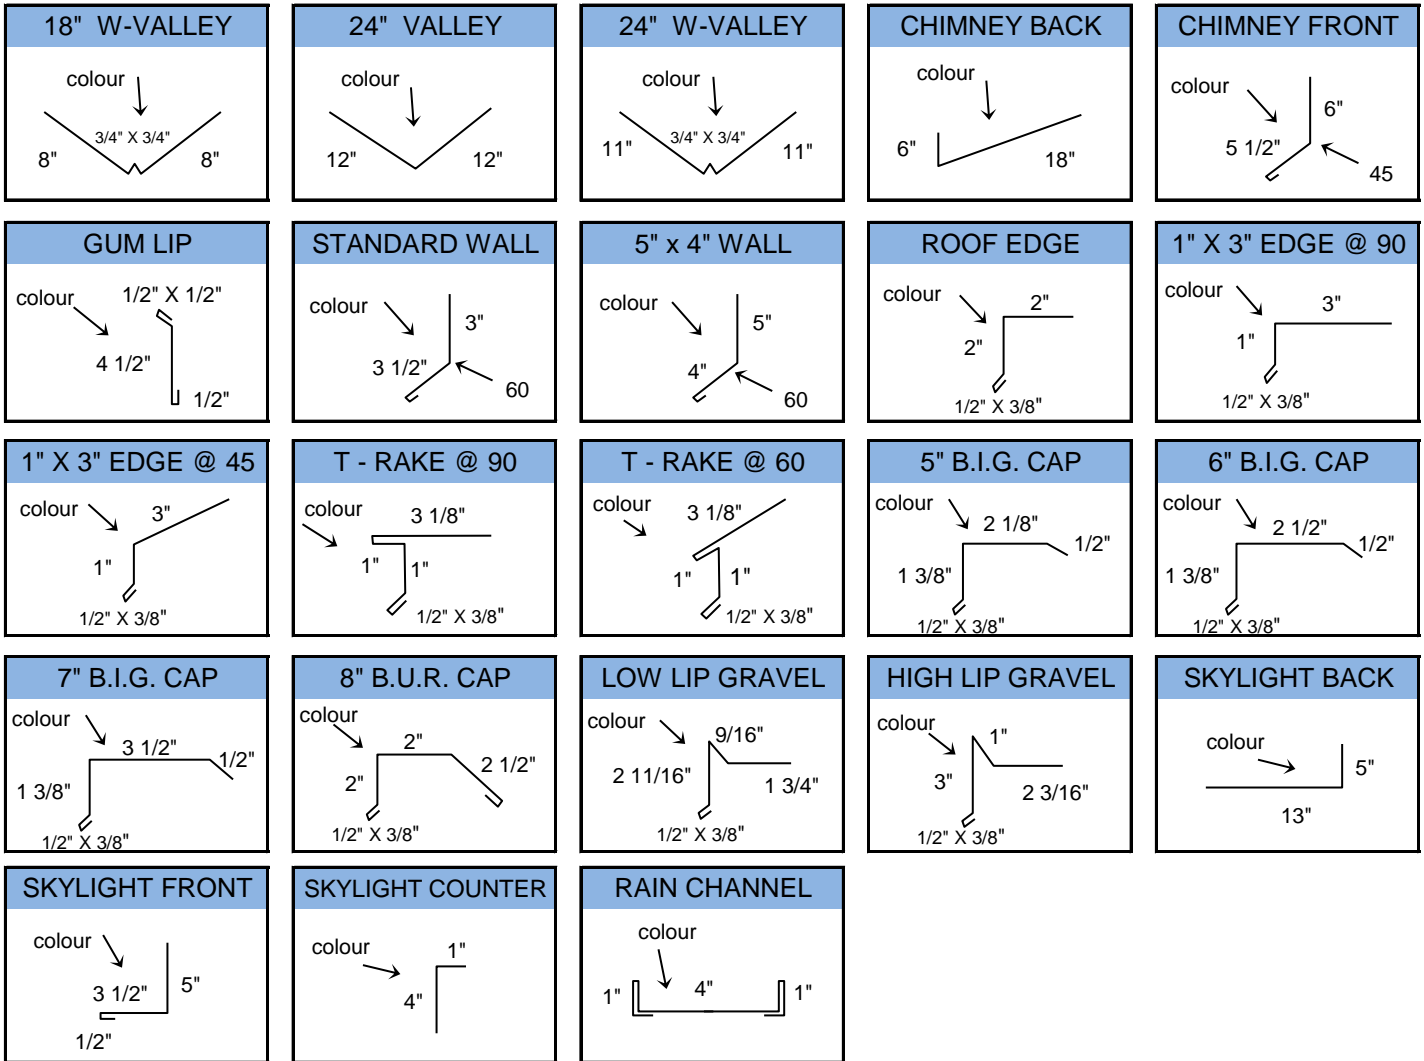 18" W-VALLEY
colour
3/4" X 3/4"
8"
8"
24" VALLEY
colour
12"
12"
24" W-VALLEY
colour
3/4" X 3/4"
11"
11"
CHIMNEY BACK
colour
6"
18"
CHIMNEY FRONT
colour
6"
5 1/2"
45
GUM LIP
colour
1/2" X 1/2"
4 1/2"
1/2"
STANDARD WALL
colour
3"
3 1/2"
60
5" x 4" WALL
colour
5"
4"
60
ROOF EDGE
colour
2"
2"
1/2" X 3/8"
1" X 3" EDGE @ 90
colour
3"
1"
1/2" X 3/8"
1" X 3" EDGE @ 45
colour
3"
1"
1/2" X 3/8"
T - RAKE @ 90
colour
3 1/8"
1"
1"
1/2" X 3/8"
T - RAKE @ 60
colour
3 1/8"
1"
1"
1/2" X 3/8"
5" B.I.G. CAP
colour
2 1/8"
1/2"
1 3/8"
1/2" X 3/8"
6" B.I.G. CAP
colour
2 1/2"
1/2"
1 3/8"
1/2" X 3/8"
7" B.I.G. CAP
colour
3 1/2"
1/2"
1 3/8"
1/2" X 3/8"
8" B.U.R. CAP
colour
2"
2 1/2"
2"
1/2" X 3/8"
LOW LIP GRAVEL
colour
9/16"
2 11/16"
1 3/4"
1/2" X 3/8"
HIGH LIP GRAVEL
colour
1"
3"
2 3/16"
1/2" X 3/8"
SKYLIGHT BACK
colour
5"
13"
SKYLIGHT FRONT
colour
5"
3 1/2"
1/2"
SKYLIGHT COUNTER
colour
1"
4"
RAIN CHANNEL
colour
1"
4"
1"